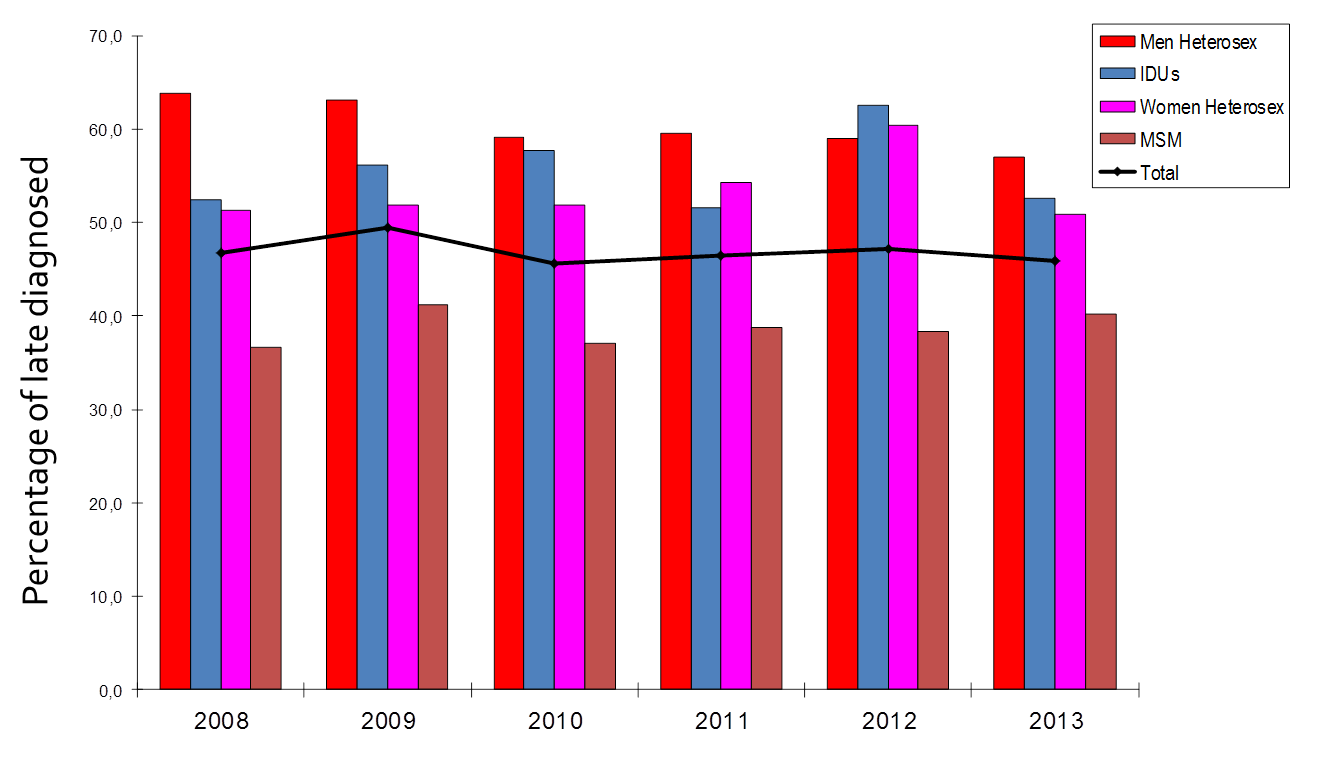 Percentage of late diagnosed
70,0
60,0
50,0
40,0
30,0
20,0
10,0
0,0
2008 2009 2010 2011 2012 2013
Men Heterosex
IDUs
Women Heterosex
MSM
Total